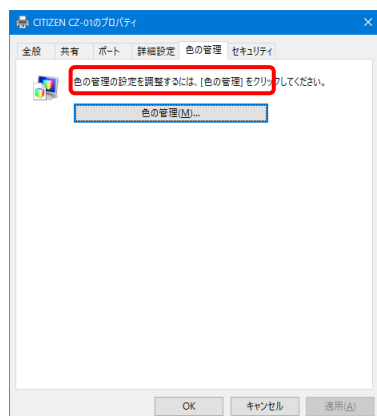 CITIZEN CZ-01のプロパティ
全般 共有 ポート 詳細設定 色の管理 セキュリティ
色の管理の設定を調整するには、[色の管理] をクリックしてください。
色の管理(M)...
OK キャンセル 適用(A)